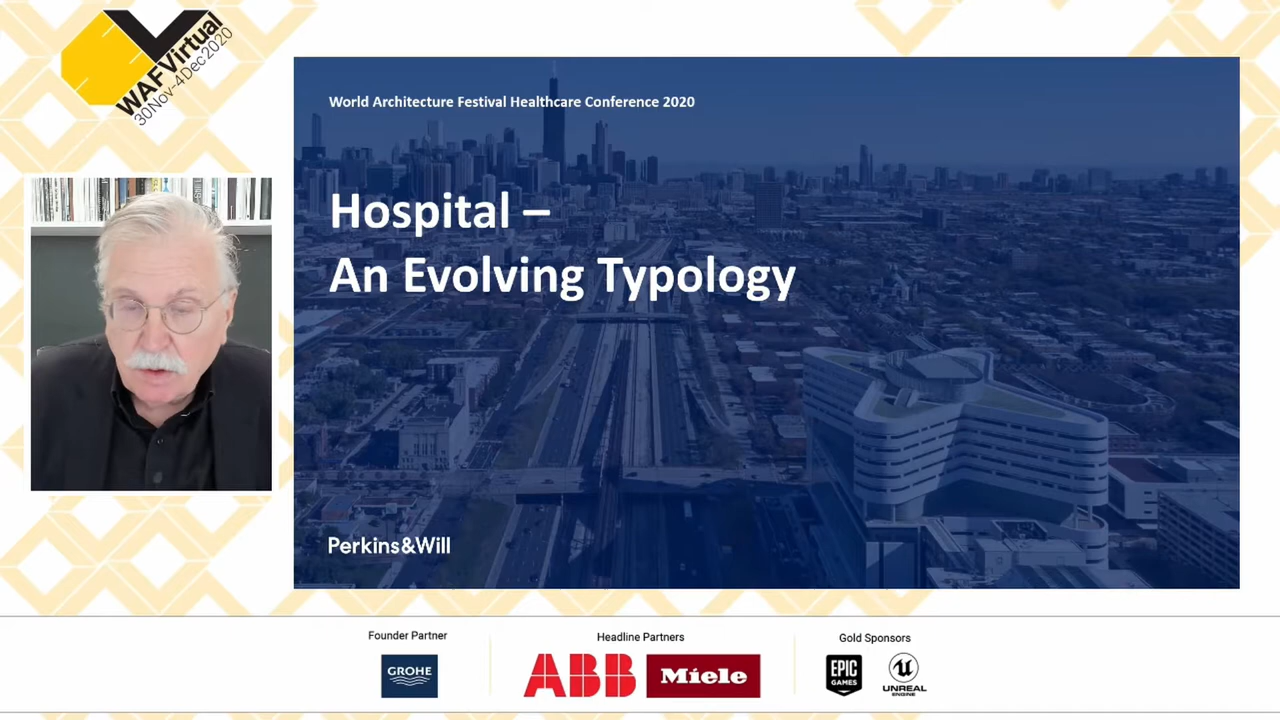 WAFVirtual
30Nov-4Dec2020
World Architecture Festival Healthcare Conference 2020
Hospital –
An Evolving Typology
Perkins&Will
Founder Partner
Headline Partners
Gold Sponsors
GROHE
ABB
Miele
EPIC
GAMES
UNREAL
ENGINE